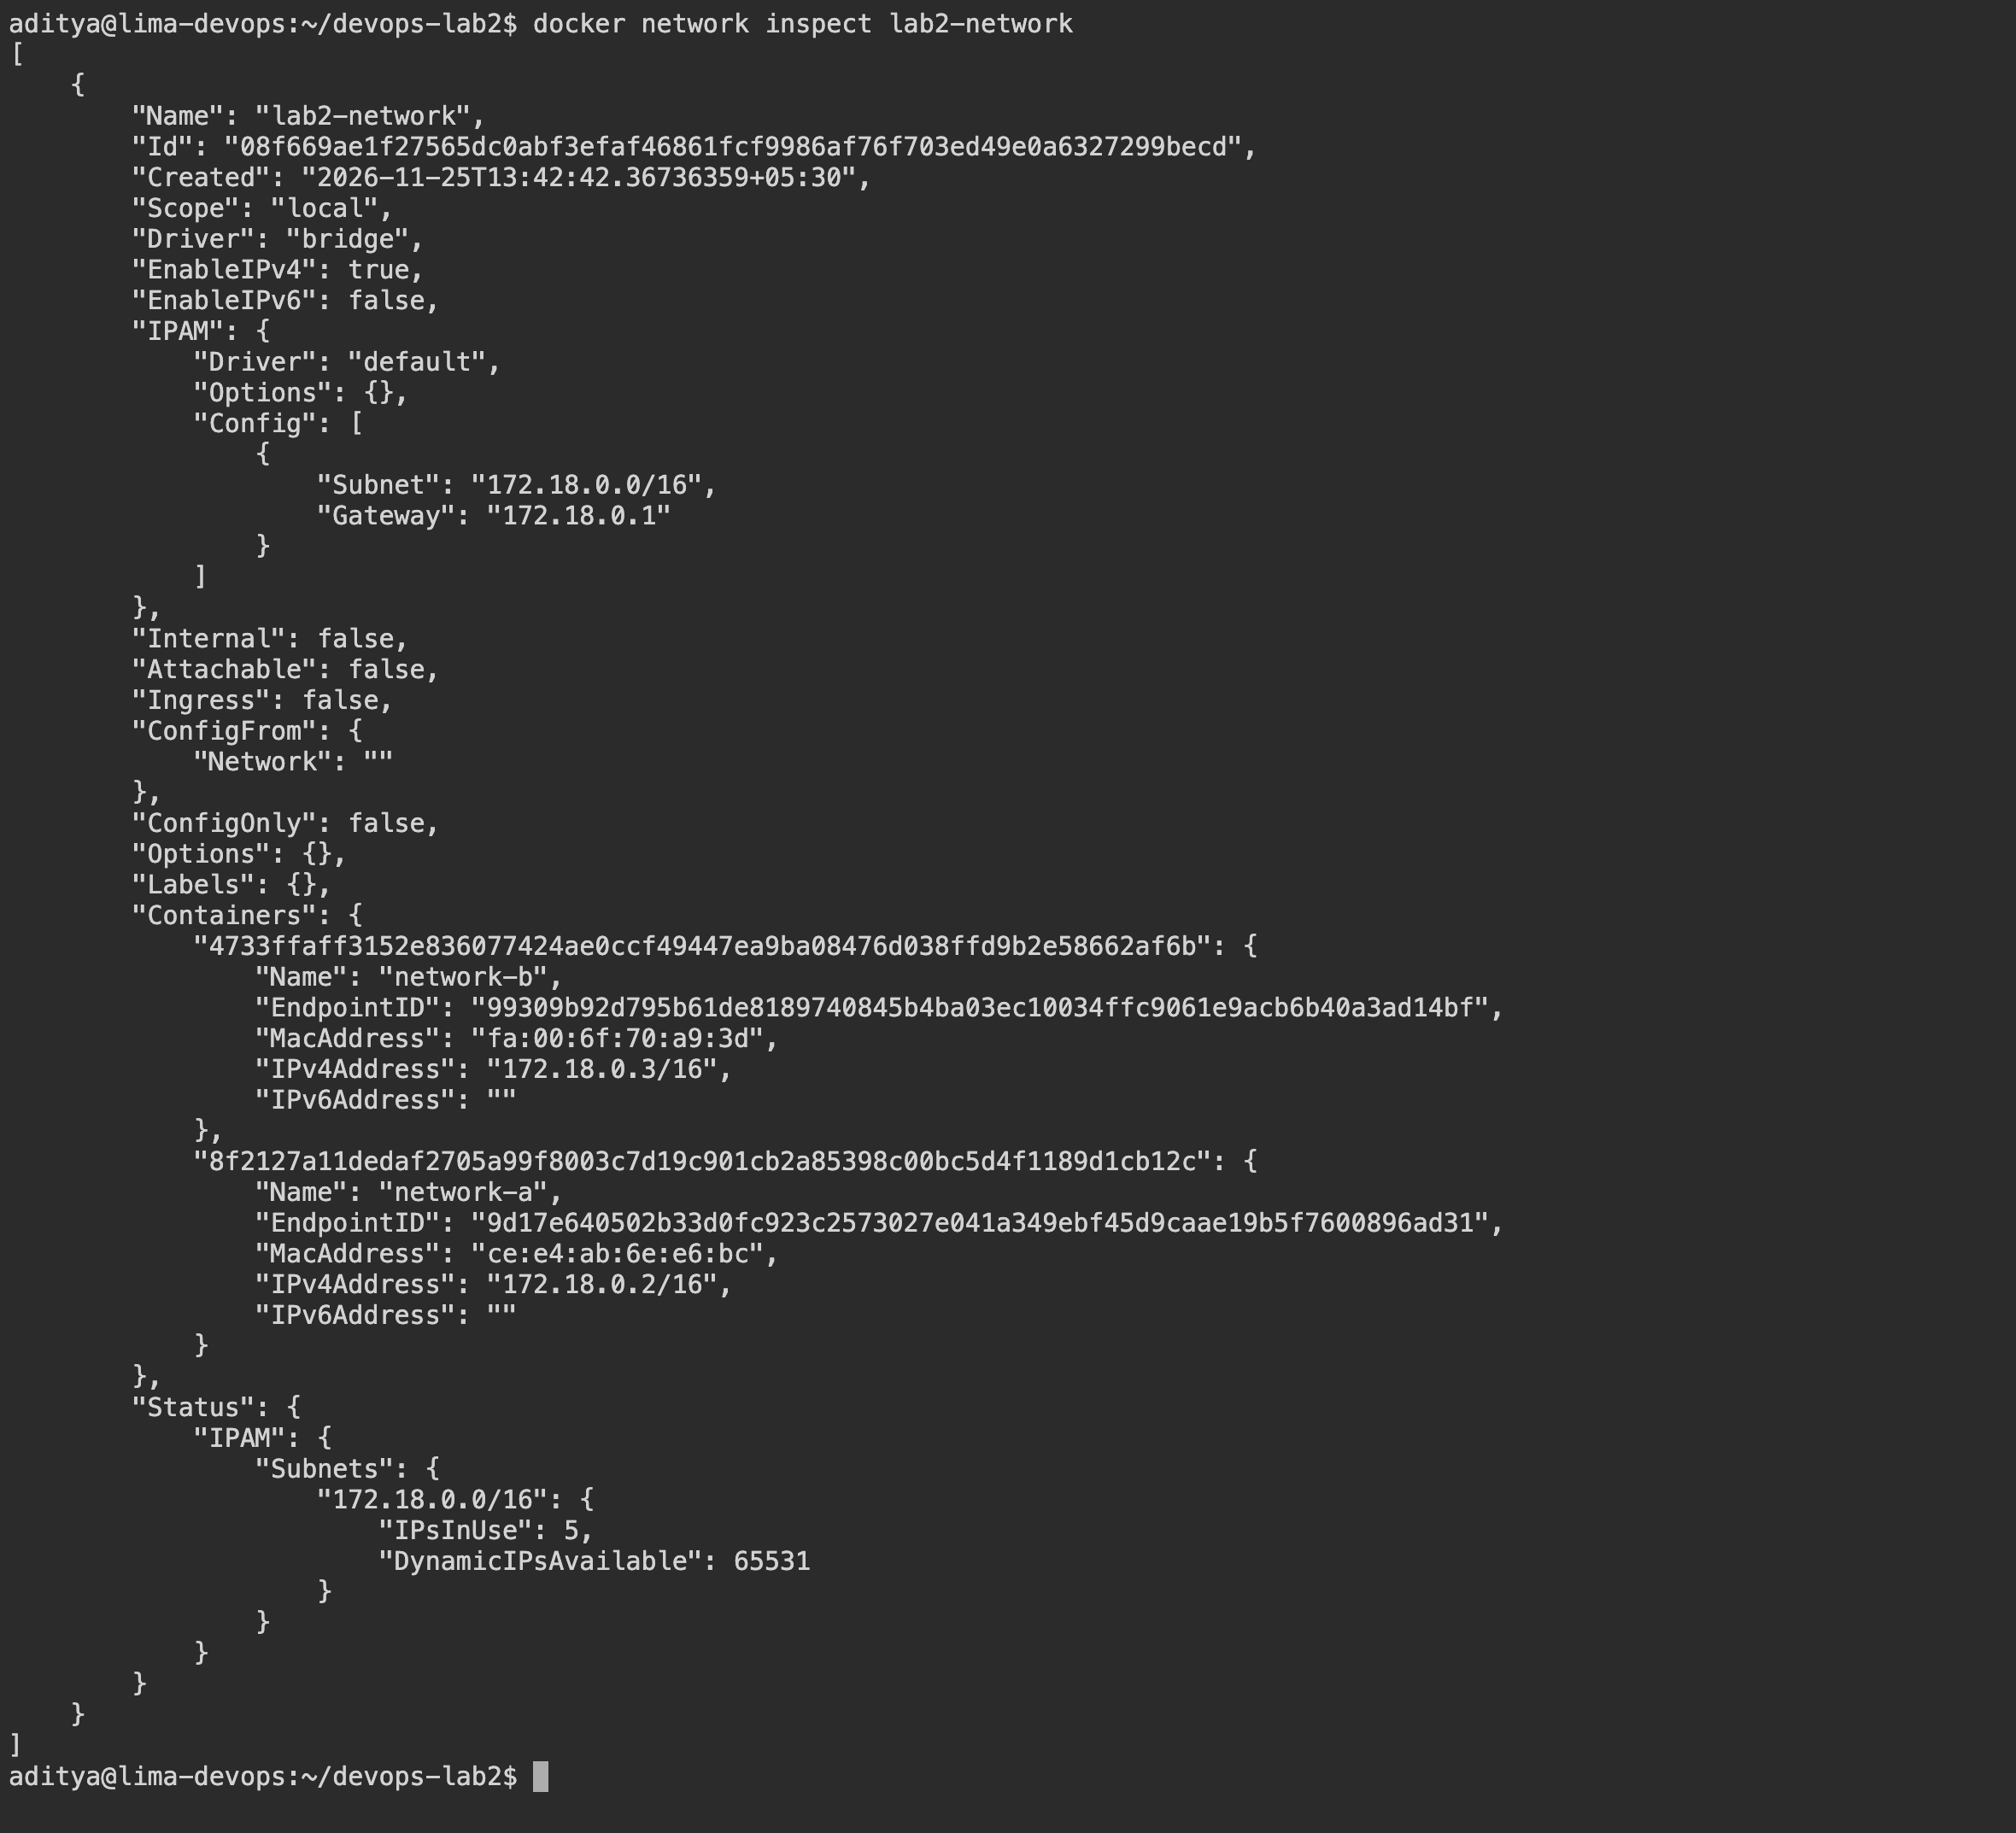 aditya@lima-devops:~/devops-lab2$ docker network inspect lab2-network
[
    {
        "Name": "lab2-network",
        "Id": "08f669ae1f27565dc0abf3efaf46861fcf9986af76f703ed49e0a6327299becd",
        "Created": "2026-11-25T13:42:42.36736359+05:30",
        "Scope": "local",
        "Driver": "bridge",
        "EnableIPv4": true,
        "EnableIPv6": false,
        "IPAM": {
            "Driver": "default",
            "Options": {},
            "Config": [
                {
                    "Subnet": "172.18.0.0/16",
                    "Gateway": "172.18.0.1"
                }
            ]
        },
        "Internal": false,
        "Attachable": false,
        "Ingress": false,
        "ConfigFrom": {
            "Network": ""
        },
        "ConfigOnly": false,
        "Options": {},
        "Labels": {},
        "Containers": {
            "4733ffaff3152e836077424ae0ccf49447ea9ba08476d038ffd9b2e58662af6b": {
                "Name": "network-b",
                "EndpointID": "99309b92d795b61de8189740845b4ba03ec10034ffc9061e9acb6b40a3ad14bf",
                "MacAddress": "fa:00:6f:70:a9:3d",
                "IPv4Address": "172.18.0.3/16",
                "IPv6Address": ""
            },
            "8f2127a11dedaf2705a99f8003c7d19c901cb2a85398c00bc5d4f1189d1cb12c": {
                "Name": "network-a",
                "EndpointID": "9d17e640502b33d0fc923c2573027e041a349ebf45d9caae19b5f7600896ad31",
                "MacAddress": "ce:e4:ab:6e:e6:bc",
                "IPv4Address": "172.18.0.2/16",
                "IPv6Address": ""
            }
        },
        "Status": {
            "IPAM": {
                "Subnets": {
                    "172.18.0.0/16": {
                        "IPsInUse": 5,
                        "DynamicIPsAvailable": 65531
                    }
                }
            }
        }
    }
]
aditya@lima-devops:~/devops-lab2$